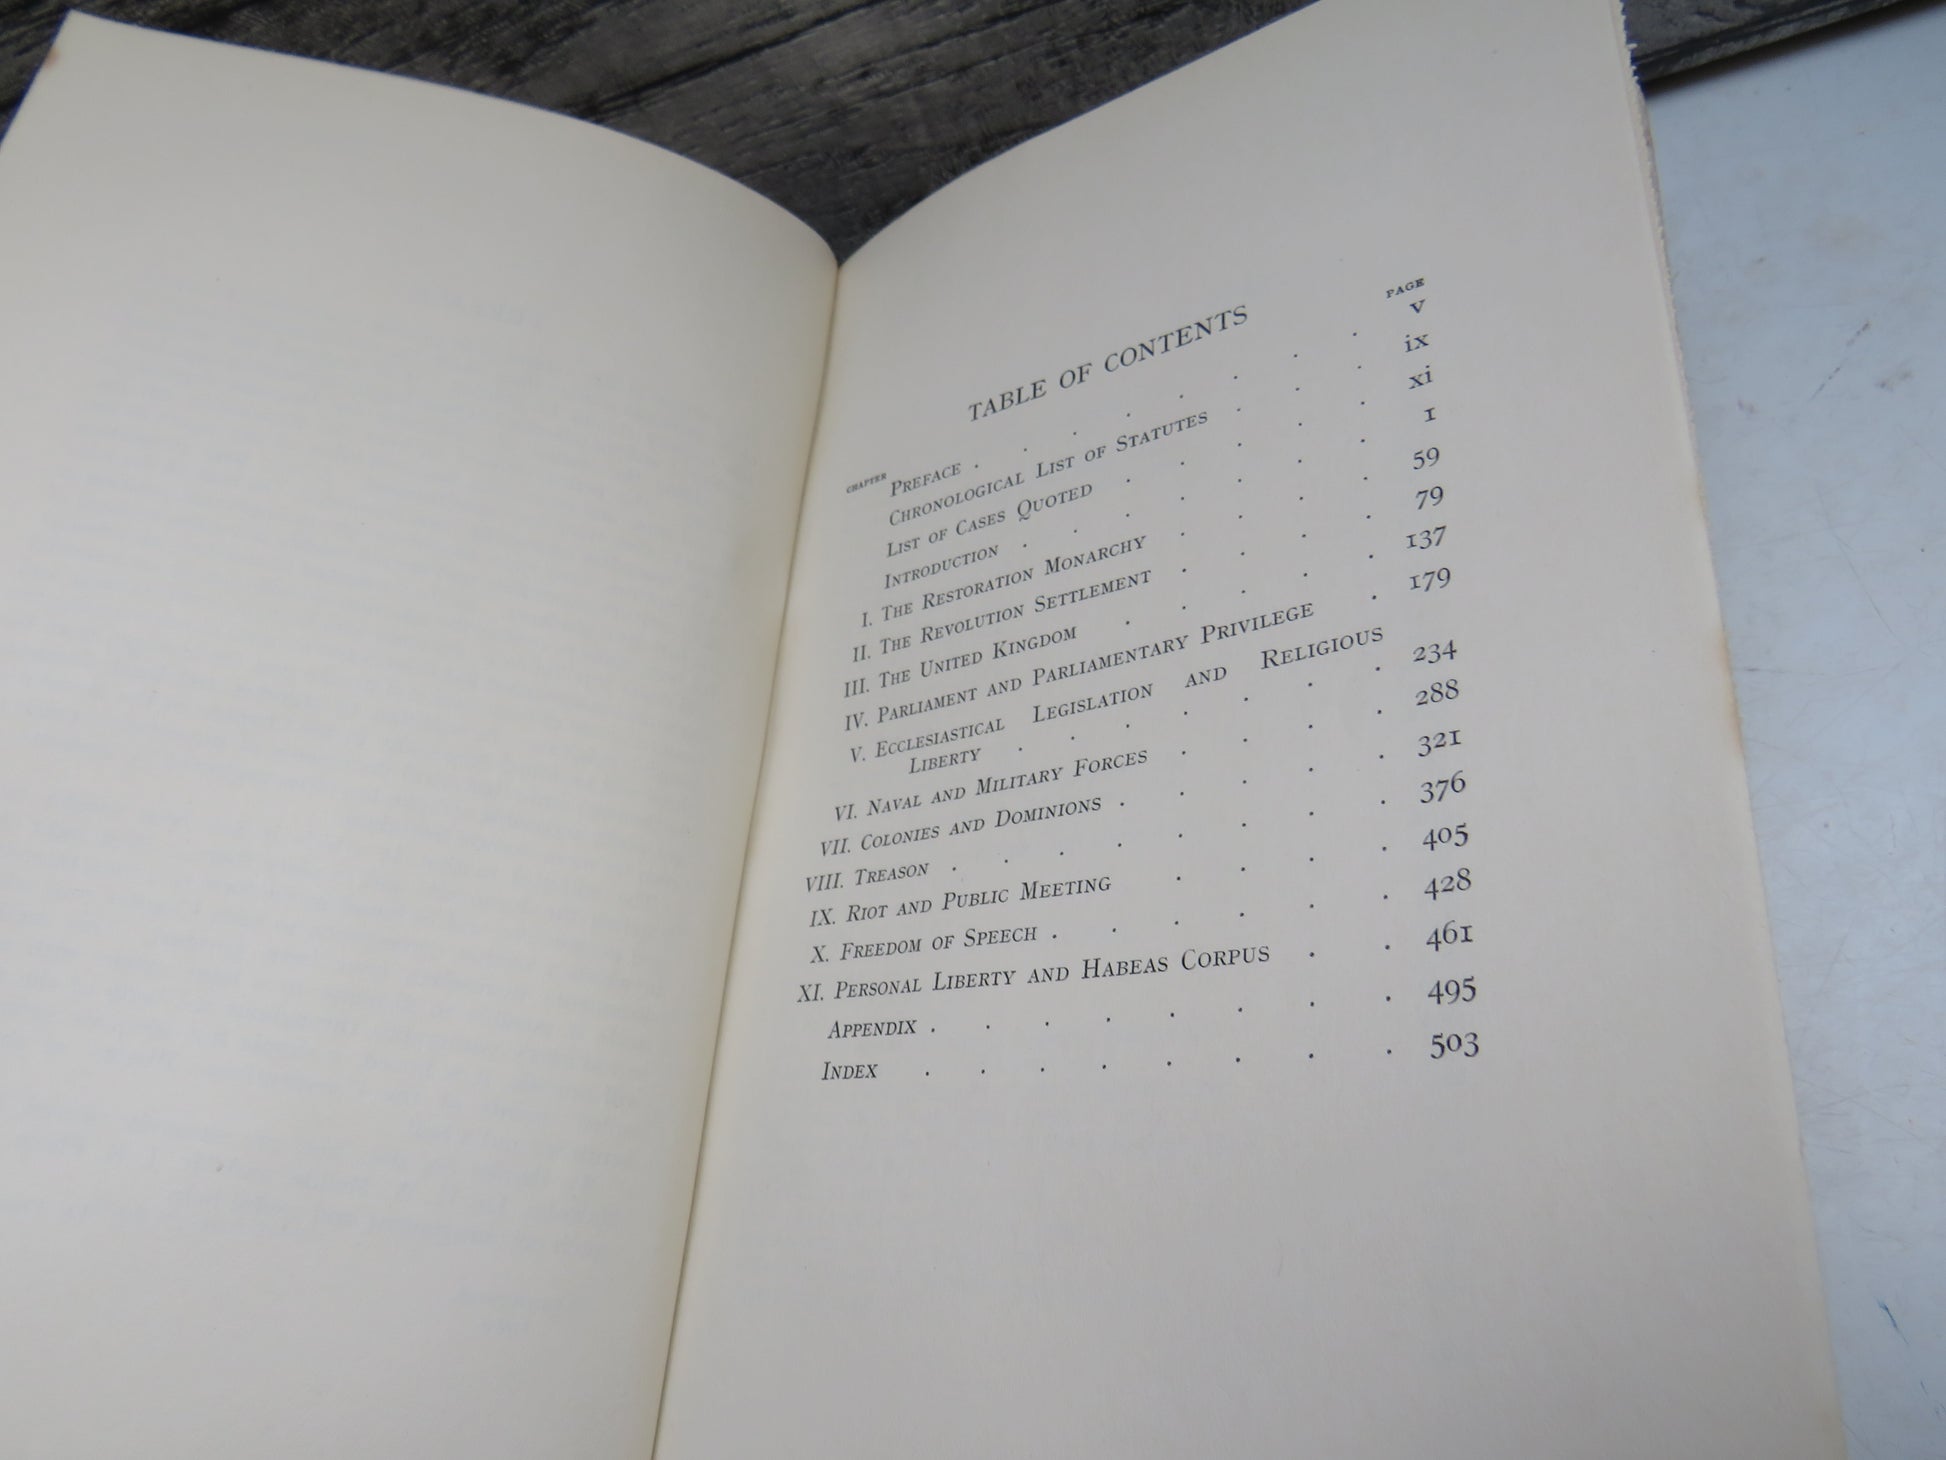 TABLE OF CONTENTS
CHAPTER PAGE
PREFACE . . . . . . . . v
CHRONOLOGICAL LIST OF STATUTES . . . ix
LIST OF CASES QUOTED . . . . . xi
INTRODUCTION . . . . . . . 1
I. THE RESTORATION MONARCHY . . . . 59
II. THE REVOLUTION SETTLEMENT . . . . 79
III. THE UNITED KINGDOM . . . . . 137
IV. PARLIAMENT AND PARLIAMENTARY PRIVILEGE . 179
V. ECCLESIASTICAL LEGISLATION AND RELIGIOUS
LIBERTY . . . . . . . 234
VI. NAVAL AND MILITARY FORCES . . . . 288
VII. COLONIES AND DOMINIONS . . . . . 321
VIII. TREASON . . . . . . . . 376
IX. RIOT AND PUBLIC MEETING . . . . 405
X. FREEDOM OF SPEECH . . . . . 428
XI. PERSONAL LIBERTY AND HABEAS CORPUS . . 461
APPENDIX . . . . . . . . 495
INDEX . . . . . . . . 503